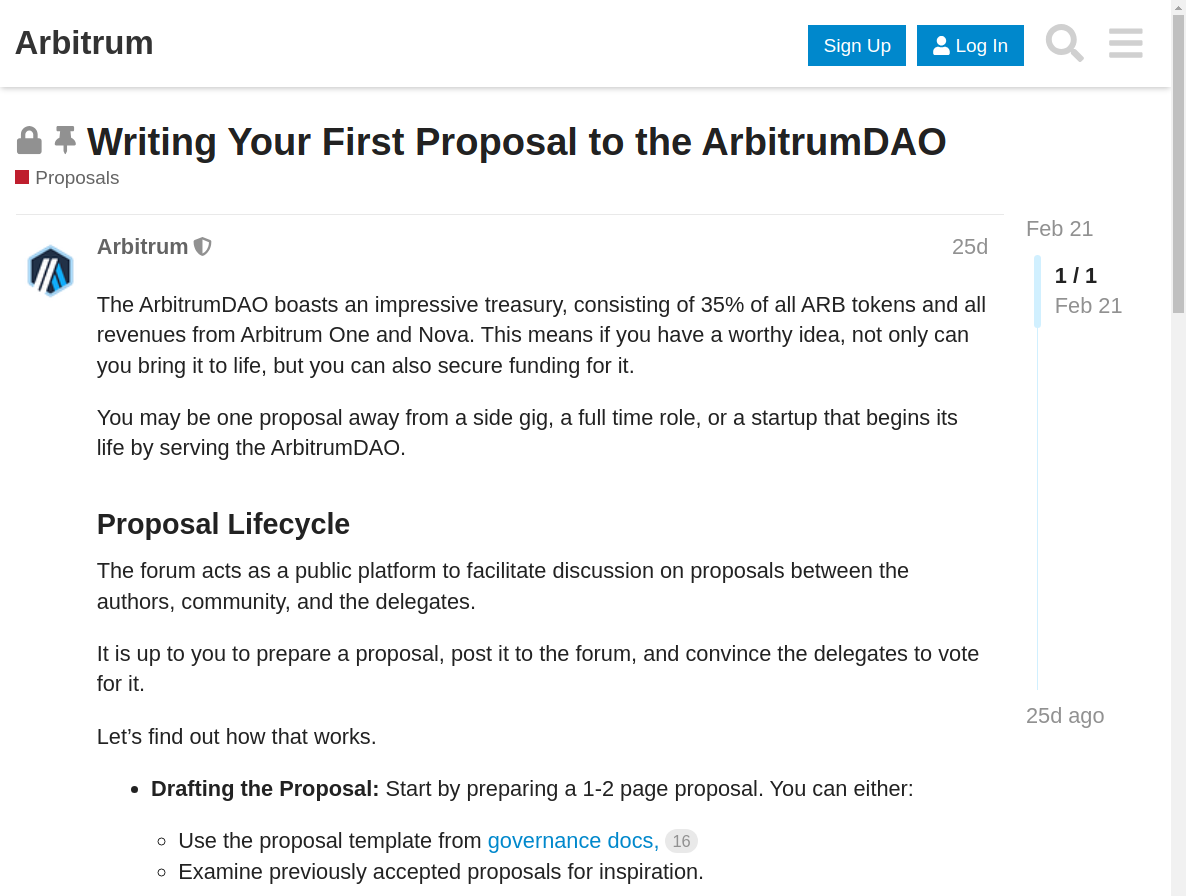 Arbitrum
Sign Up
Log In
Writing Your First Proposal to the ArbitrumDAO
Proposals
Arbitrum
25d
The ArbitrumDAO boasts an impressive treasury, consisting of 35% of all ARB tokens and all
revenues from Arbitrum One and Nova. This means if you have a worthy idea, not only can
you bring it to life, but you can also secure funding for it.
You may be one proposal away from a side gig, a full time role, or a startup that begins its
life by serving the ArbitrumDAO.
Proposal Lifecycle
The forum acts as a public platform to facilitate discussion on proposals between the
authors, community, and the delegates.
It is up to you to prepare a proposal, post it to the forum, and convince the delegates to vote
for it.
Let’s find out how that works.
Drafting the Proposal: Start by preparing a 1-2 page proposal. You can either:
Use the proposal template from governance docs, 16
Examine previously accepted proposals for inspiration.
Feb 21
1 / 1
Feb 21
25d ago